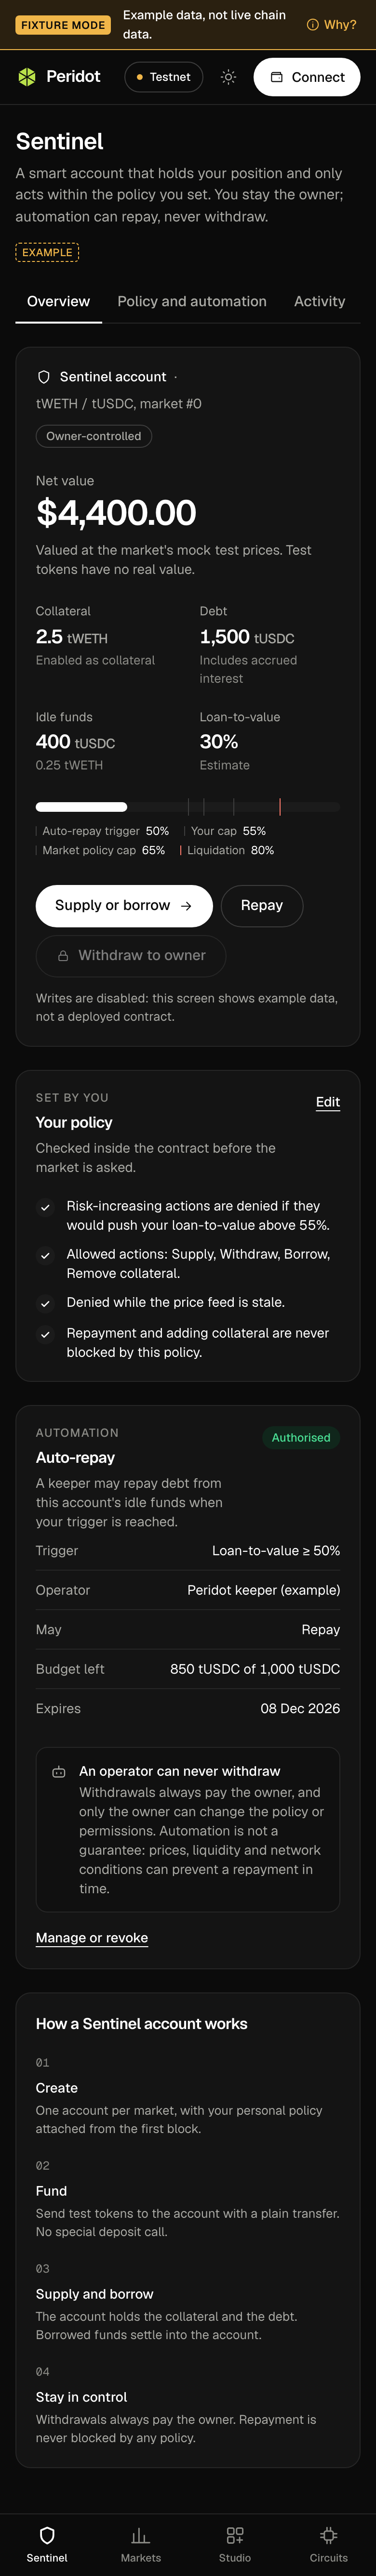 FIXTURE MODE
Example data, not live chain
data.
Why?
Peridot
Testnet
Connect
Sentinel
A smart account that holds your position and only
acts within the policy you set. You stay the owner;
automation can repay, never withdraw.
EXAMPLE
Overview
Policy and automation
Activity
Sentinel account ·
tWETH / tUSDC, market #0
Owner-controlled
Net value
$4,400.00
Valued at the market's mock test prices. Test
tokens have no real value.
Collateral
2.5 tWETH
Enabled as collateral
Debt
1,500 tUSDC
Includes accrued
interest
Idle funds
400 tUSDC
0.25 tWETH
Loan-to-value
30%
Estimate
Auto-repay trigger 50%
Your cap 55%
Market policy cap 65%
Liquidation 80%
Supply or borrow →
Repay
Withdraw to owner
Writes are disabled: this screen shows example data,
not a deployed contract.
SET BY YOU
Edit
Your policy
Checked inside the contract before the
market is asked.
Risk-increasing actions are denied if they
would push your loan-to-value above 55%.
Allowed actions: Supply, Withdraw, Borrow,
Remove collateral.
Denied while the price feed is stale.
Repayment and adding collateral are never
blocked by this policy.
AUTOMATION
Authorised
Auto-repay
A keeper may repay debt from
this account's idle funds when
your trigger is reached.
Trigger
Loan-to-value ≥ 50%
Operator
Peridot keeper (example)
May
Repay
Budget left
850 tUSDC of 1,000 tUSDC
Expires
08 Dec 2026
An operator can never withdraw
Withdrawals always pay the owner, and
only the owner can change the policy or
permissions. Automation is not a
guarantee: prices, liquidity and network
conditions can prevent a repayment in
time.
Manage or revoke
How a Sentinel account works
01
Create
One account per market, with your personal policy
attached from the first block.
02
Fund
Send test tokens to the account with a plain transfer.
No special deposit call.
03
Supply and borrow
The account holds the collateral and the debt.
Borrowed funds settle into the account.
04
Stay in control
Withdrawals always pay the owner. Repayment is
never blocked by any policy.
Sentinel
Markets
Studio
Circuits